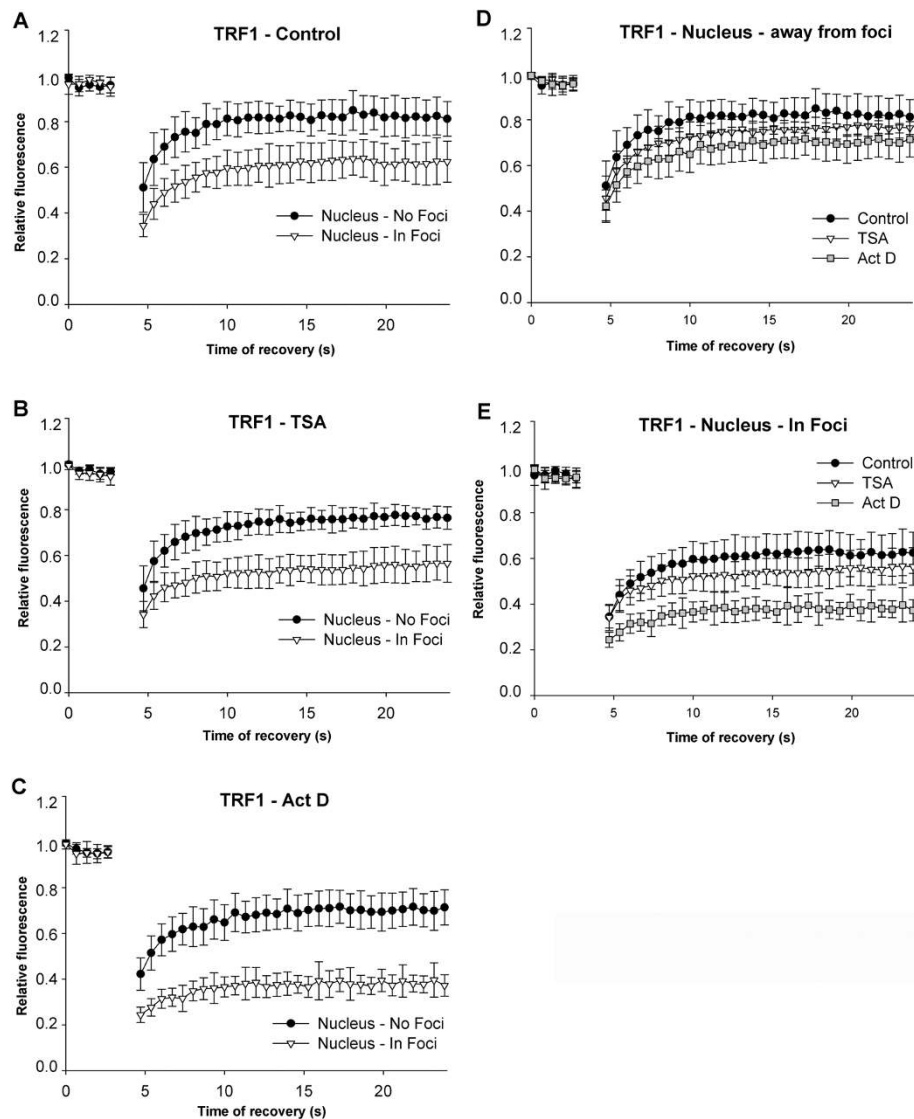 A
TRF1 - Control
1.2
1.0
0.8
0.6
0.4
0.2
0.0
Relative fluorescence
Nucleus - No Foci
Nucleus - In Foci
0 5 10 15 20
Time of recovery (s)
D
TRF1 - Nucleus - away from foci
1.2
1.0
0.8
0.6
0.4
0.2
0.0
Relative fluorescence
Control
TSA
Act D
0 5 10 15 20
Time of recovery (s)
B
TRF1 - TSA
1.2
1.0
0.8
0.6
0.4
0.2
0.0
Relative fluorescence
Nucleus - No Foci
Nucleus - In Foci
0 5 10 15 20
Time of recovery (s)
E
TRF1 - Nucleus - In Foci
1.2
1.0
0.8
0.6
0.4
0.2
0.0
Relative fluorescence
Control
TSA
Act D
0 5 10 15 20
Time of recovery (s)
C
TRF1 - Act D
1.2
1.0
0.8
0.6
0.4
0.2
0.0
Relative fluorescence
Nucleus - No Foci
Nucleus - In Foci
0 5 10 15 20
Time of recovery (s)